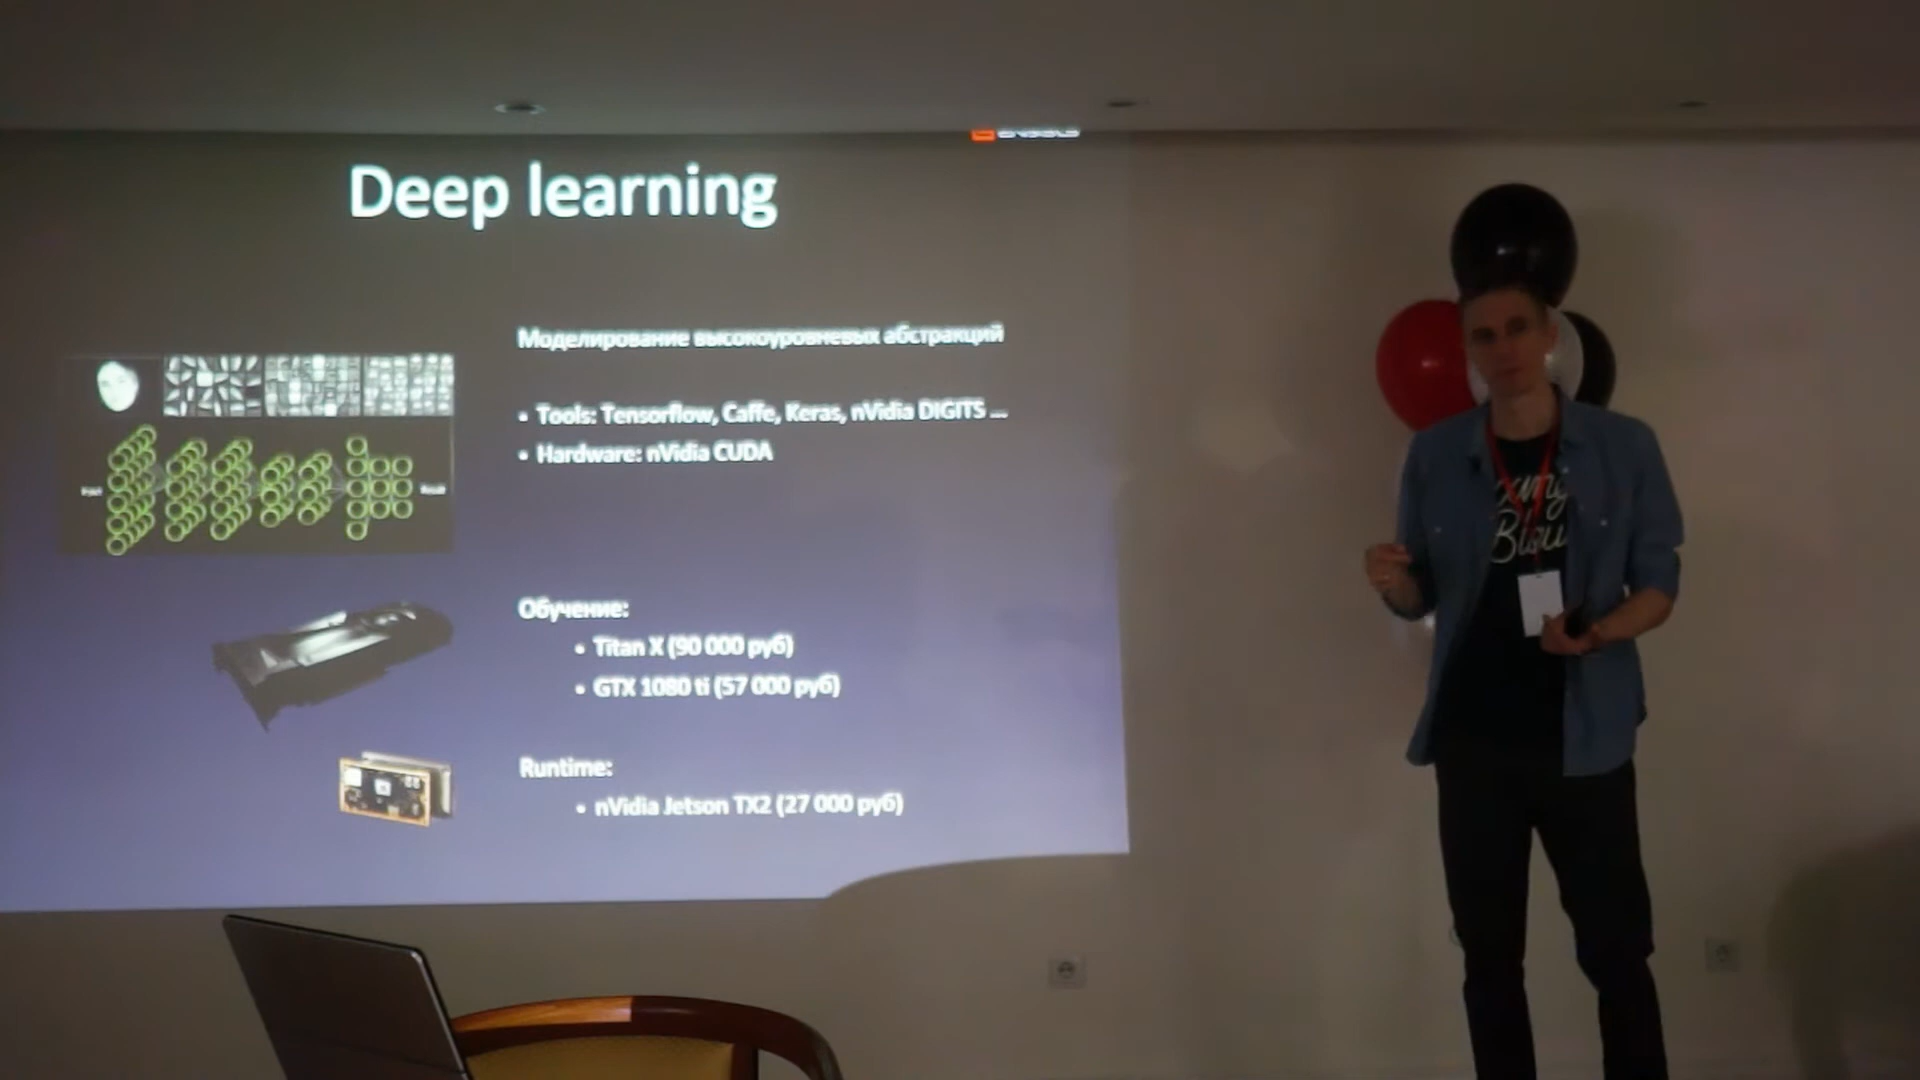 Deep learning
Моделирование высокоуровневых абстракций
• Tools: Tensorflow, Caffe, Keras, nVidia DIGITS ...
• Hardware: nVidia CUDA
Обучение:
• Titan X (90 000 руб)
• GTX 1080 ti (57 000 руб)
Runtime:
• nVidia Jetson TX2 (27 000 руб)